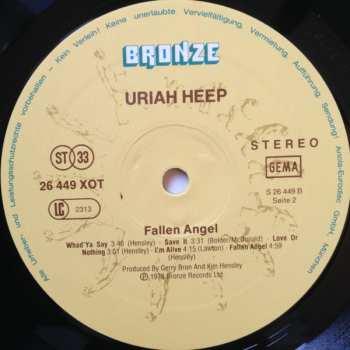 Alle Urheber- und Leistungsschutzrechte vorbehalten - Kein Verleih! Keine unerlaubte Vervielfältigung, Vermietung, Aufführung, Sendung! Ariola-Eurodisc GmbH, München
BRONZE
URIAH HEEP
ST 33
STEREO
26 449 XOT
GEMA
LC 2313
S 26 449 B
Seite 2
Fallen Angel
Whad'Ya Say 3:40 (Hensley) - Save It 3:31 (Bolder/McDonald) - Love Or
Nothing 3:01 (Hensley) - I'm Alive 4:15 (Lawton) - Fallen Angel 4:59
(Hensley)
Produced By Gerry Bron And Ken Hensley
Ⓟ 1978 Bronze Records Ltd